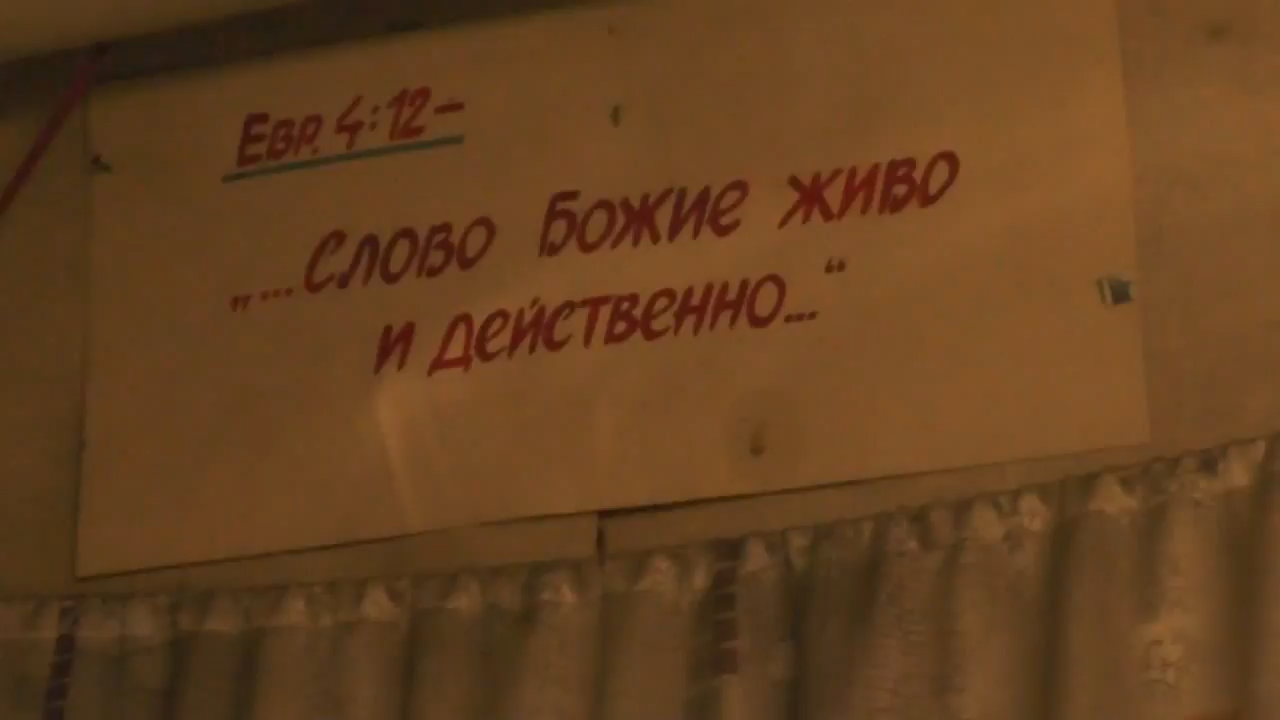 Евр. 4:12–
„...Слово Божие живо
и действенно...“